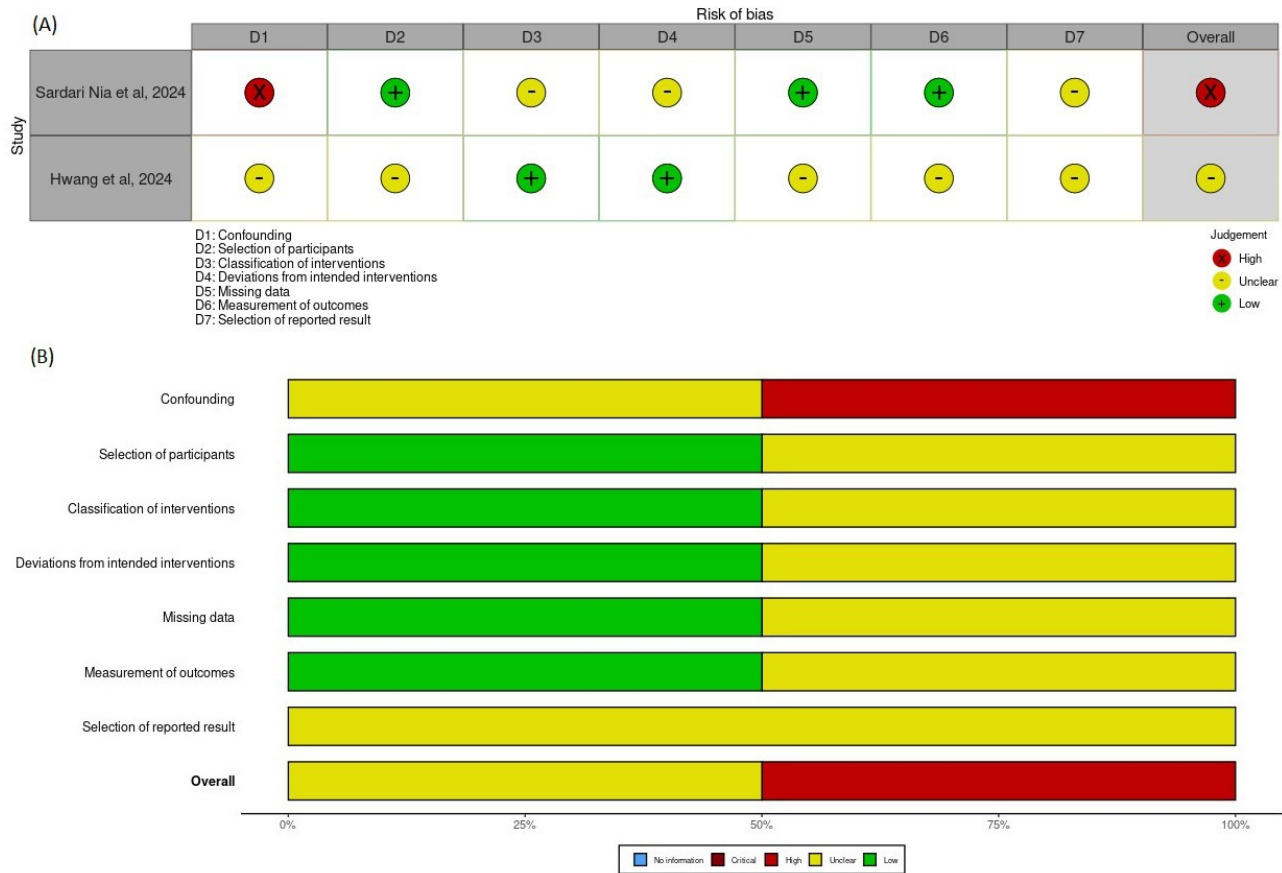 (A)
Risk of bias
D1 D2 D3 D4 D5 D6 D7 Overall
Study
Sardari Nia et al, 2024 X + - - + + - X
Hwang et al, 2024 - - + + - - - -
D1: Confounding
D2: Selection of participants
D3: Classification of interventions
D4: Deviations from intended interventions
D5: Missing data
D6: Measurement of outcomes
D7: Selection of reported result
Judgement
X High
- Unclear
+ Low
(B)
Confounding
Selection of participants
Classification of interventions
Deviations from intended interventions
Missing data
Measurement of outcomes
Selection of reported result
Overall
0% 25% 50% 75% 100%
No information Critical High Unclear Low